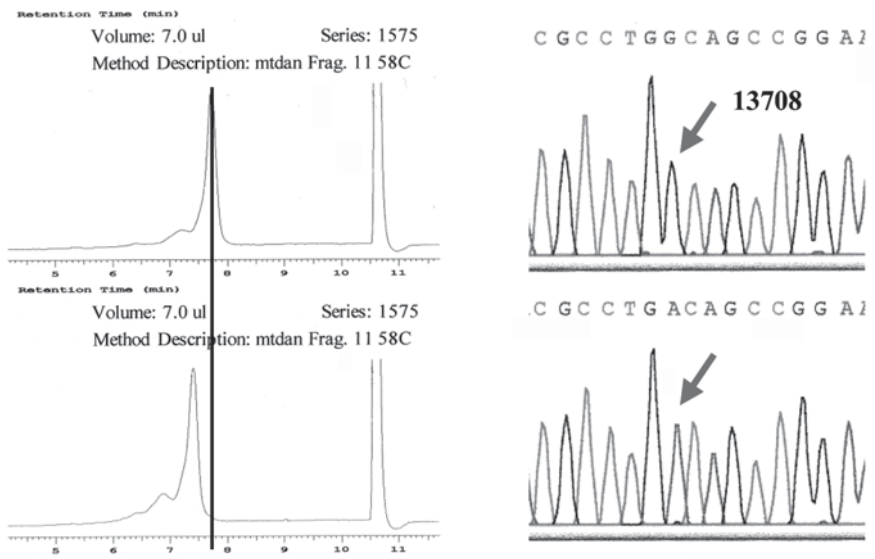 Retention Time (min)
Volume: 7.0 ul Series: 1575
Method Description: mtdan Frag. 11 58C
5 6 7 8 9 10 11
Retention Time (min)
Volume: 7.0 ul Series: 1575
Method Description: mtdan Frag. 11 58C
5 6 7 8 9 10 11
C G C C T G G C A G C C G G A A
13708
C G C C T G A C A G C C G G A A